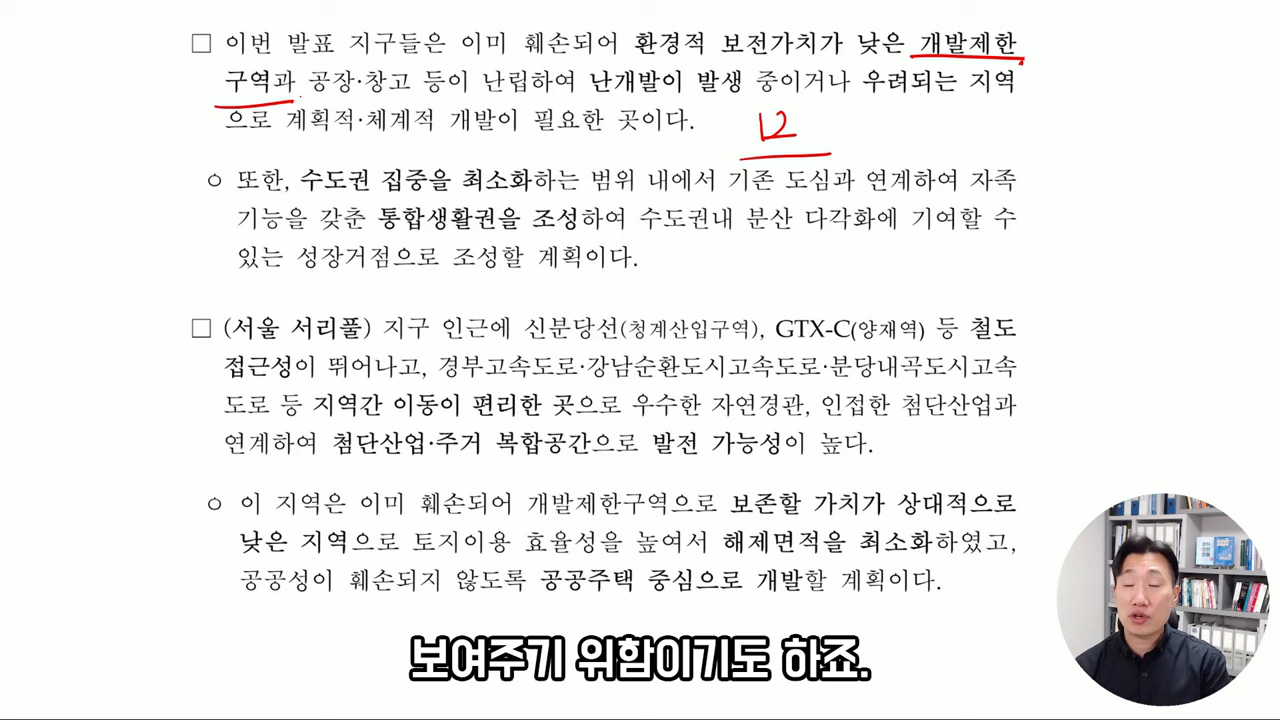 □ 이번 발표 지구들은 이미 훼손되어 환경적 보전가치가 낮은 개발제한
구역과 공장·창고 등이 난립하여 난개발이 발생 중이거나 우려되는 지역
으로 계획적·체계적 개발이 필요한 곳이다.
12
○ 또한, 수도권 집중을 최소화하는 범위 내에서 기존 도심과 연계하여 자족
기능을 갖춘 통합생활권을 조성하여 수도권내 분산 다각화에 기여할 수
있는 성장거점으로 조성할 계획이다.
□ (서울 서리풀) 지구 인근에 신분당선(청계산입구역), GTX-C(양재역) 등 철도
접근성이 뛰어나고, 경부고속도로·강남순환도시고속도로·분당내곡도시고속
도로 등 지역간 이동이 편리한 곳으로 우수한 자연경관, 인접한 첨단산업과
연계하여 첨단산업·주거 복합공간으로 발전 가능성이 높다.
○ 이 지역은 이미 훼손되어 개발제한구역으로 보존할 가치가 상대적으로
낮은 지역으로 토지이용 효율성을 높여서 해제면적을 최소화하였고,
공공성이 훼손되지 않도록 공공주택 중심으로 개발할 계획이다.
보여주기 위함이기도 하죠.